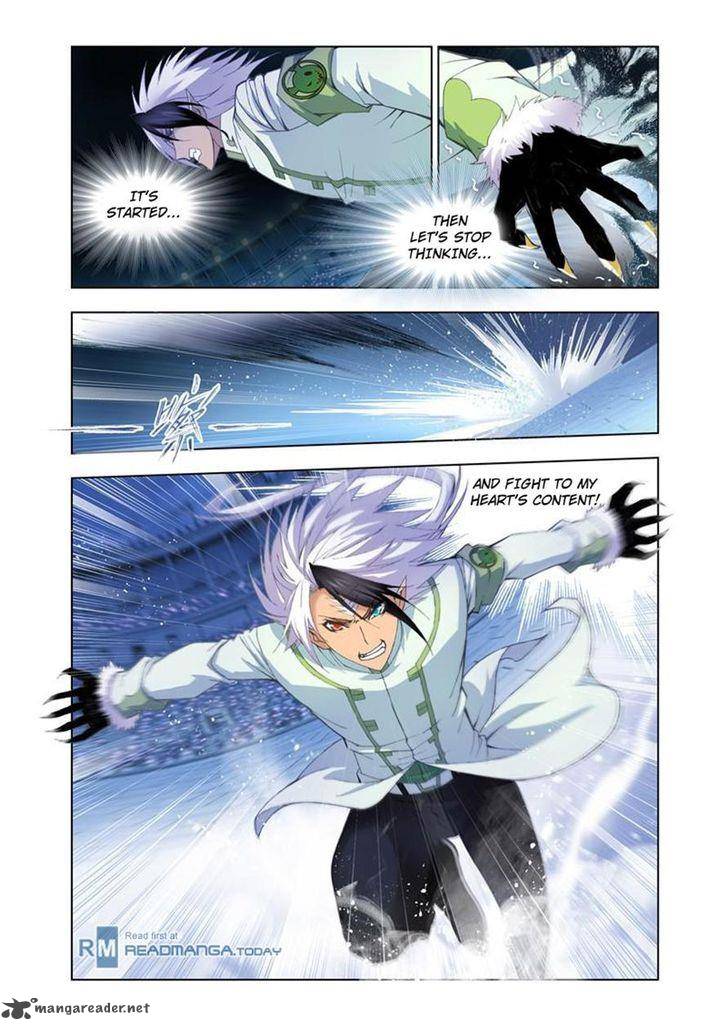 IT'S
STARTED...
THEN
LET'S STOP
THINKING...
AND FIGHT TO MY
HEART'S CONTENT!
Read first at
RM READMANGA.TODAY
mangareader.net